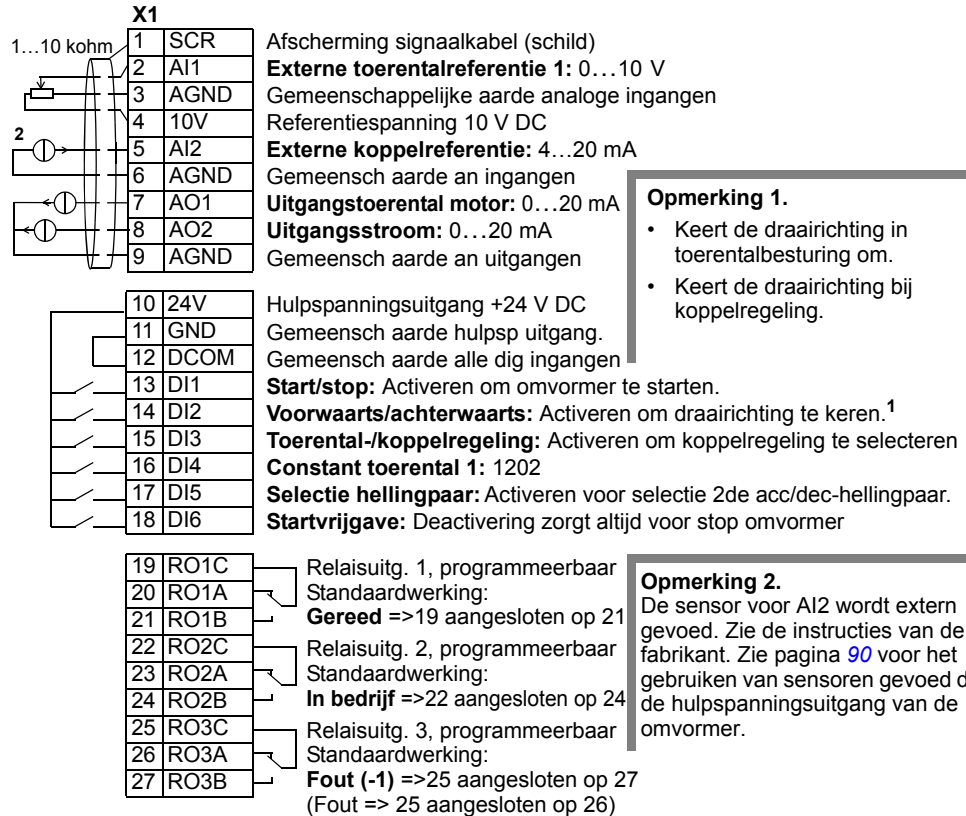 X1
1…10 kohm
1 SCR Afscherming signaalkabel (schild)
2 AI1 Externe toerentalreferentie 1: 0…10 V
3 AGND Gemeenschappelijke aarde analoge ingangen
4 10V Referentiespanning 10 V DC
2
5 AI2 Externe koppelreferentie: 4…20 mA
6 AGND Gemeensch aarde an ingangen
7 AO1 Uitgangstoerental motor: 0…20 mA
8 AO2 Uitgangsstroom: 0…20 mA
9 AGND Gemeensch aarde an uitgangen
Opmerking 1.
• Keert de draairichting in
toerentalbesturing om.
• Keert de draairichting bij
koppelregeling.
10 24V Hulpspanningsuitgang +24 V DC
11 GND Gemeensch aarde hulpsp uitgang.
12 DCOM Gemeensch aarde alle dig ingangen
13 DI1 Start/stop: Activeren om omvormer te starten.
14 DI2 Voorwaarts/achterwaarts: Activeren om draairichting te keren.1
15 DI3 Toerental-/koppelregeling: Activeren om koppelregeling te selecteren
16 DI4 Constant toerental 1: 1202
17 DI5 Selectie hellingpaar: Activeren voor selectie 2de acc/dec-hellingpaar.
18 DI6 Startvrijgave: Deactivering zorgt altijd voor stop omvormer
19 RO1C Relaisuitg. 1, programmeerbaar
20 RO1A Standaardwerking:
21 RO1B Gereed =>19 aangesloten op 21
22 RO2C Relaisuitg. 2, programmeerbaar
23 RO2A Standaardwerking:
24 RO2B In bedrijf =>22 aangesloten op 24
25 RO3C Relaisuitg. 3, programmeerbaar
26 RO3A Standaardwerking:
27 RO3B Fout (-1) =>25 aangesloten op 27
(Fout => 25 aangesloten op 26)
Opmerking 2.
De sensor voor AI2 wordt extern
gevoed. Zie de instructies van de
fabrikant. Zie pagina 90 voor het
gebruiken van sensoren gevoed d
de hulpspanningsuitgang van de
omvormer.